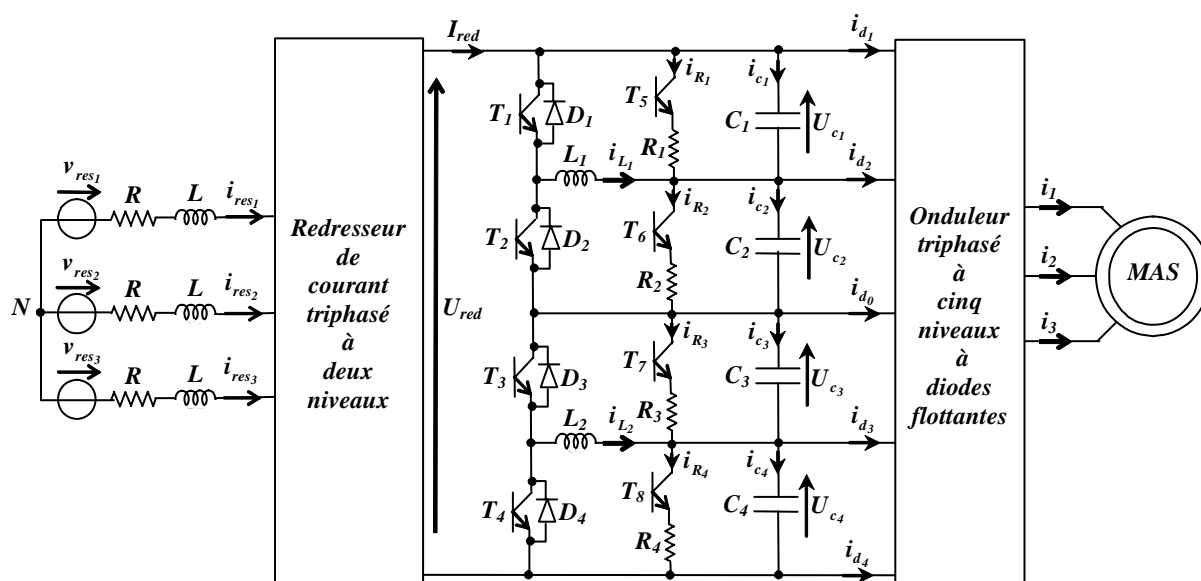 I_red
i_d1
T_1
D_1
T_5
i_R1
R_1
i_c1
C_1
U_c1
L_1
i_L1
i_d2
v_res1
R
L
i_res1
N
v_res2
R
L
i_res2
v_res3
R
L
i_res3
Redresseur
de
courant
triphasé
à
deux
niveaux
U_red
T_2
D_2
T_6
i_R2
R_2
i_c2
C_2
U_c2
i_d0
T_3
D_3
T_7
i_R3
R_3
i_c3
C_3
U_c3
L_2
i_L2
i_d3
T_4
D_4
T_8
i_R4
R_4
i_c4
C_4
U_c4
i_d4
Onduleur
triphasé
à
cinq
niveaux
à
diodes
flottantes
i_1
i_2
i_3
MAS